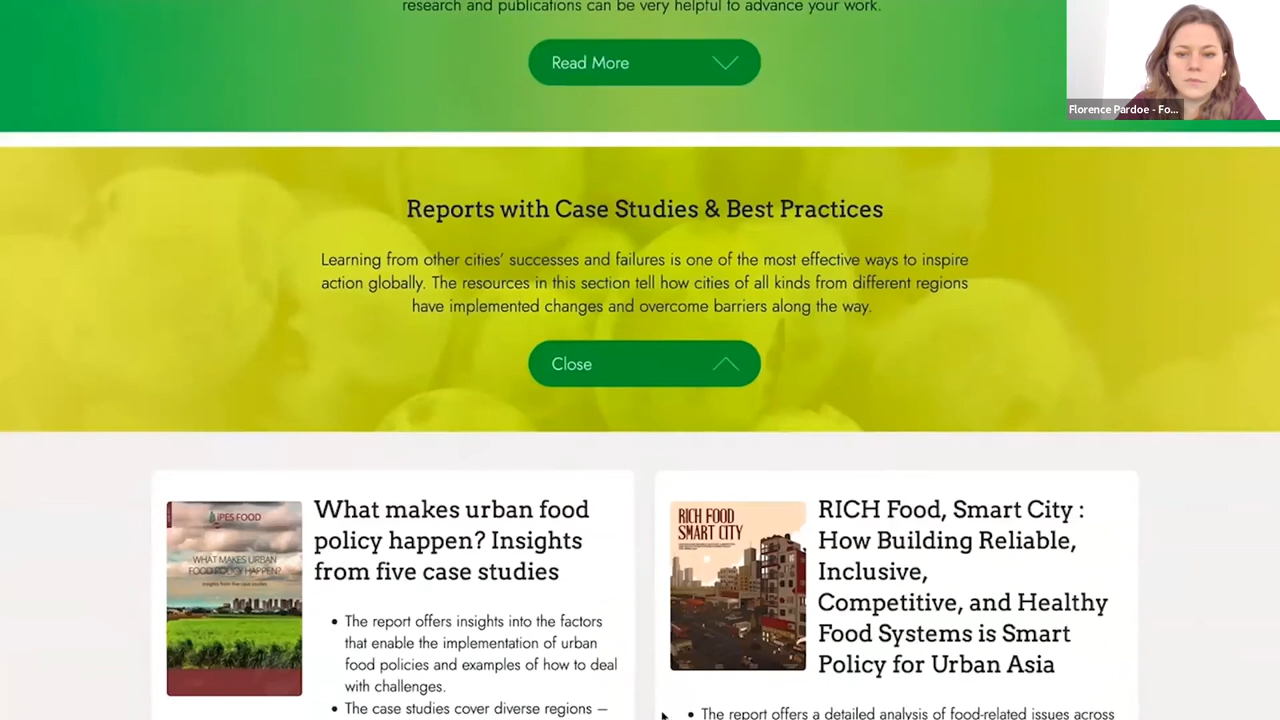 research and publications can be very helpful to advance your work.
Read More
Florence Pardoe - Fo...
Reports with Case Studies & Best Practices
Learning from other cities' successes and failures is one of the most effective ways to inspire
action globally. The resources in this section tell how cities of all kinds from different regions
have implemented changes and overcome barriers along the way.
Close
iPES FOOD
WHAT MAKES URBAN
FOOD POLICY HAPPEN?
Insights from five case studies
What makes urban food
policy happen? Insights
from five case studies
The report offers insights into the factors
that enable the implementation of urban
food policies and examples of how to deal
with challenges.
The case studies cover diverse regions –
RICH FOOD
SMART CITY
RICH Food, Smart City :
How Building Reliable,
Inclusive,
Competitive, and Healthy
Food Systems is Smart
Policy for Urban Asia
The report offers a detailed analysis of food-related issues across